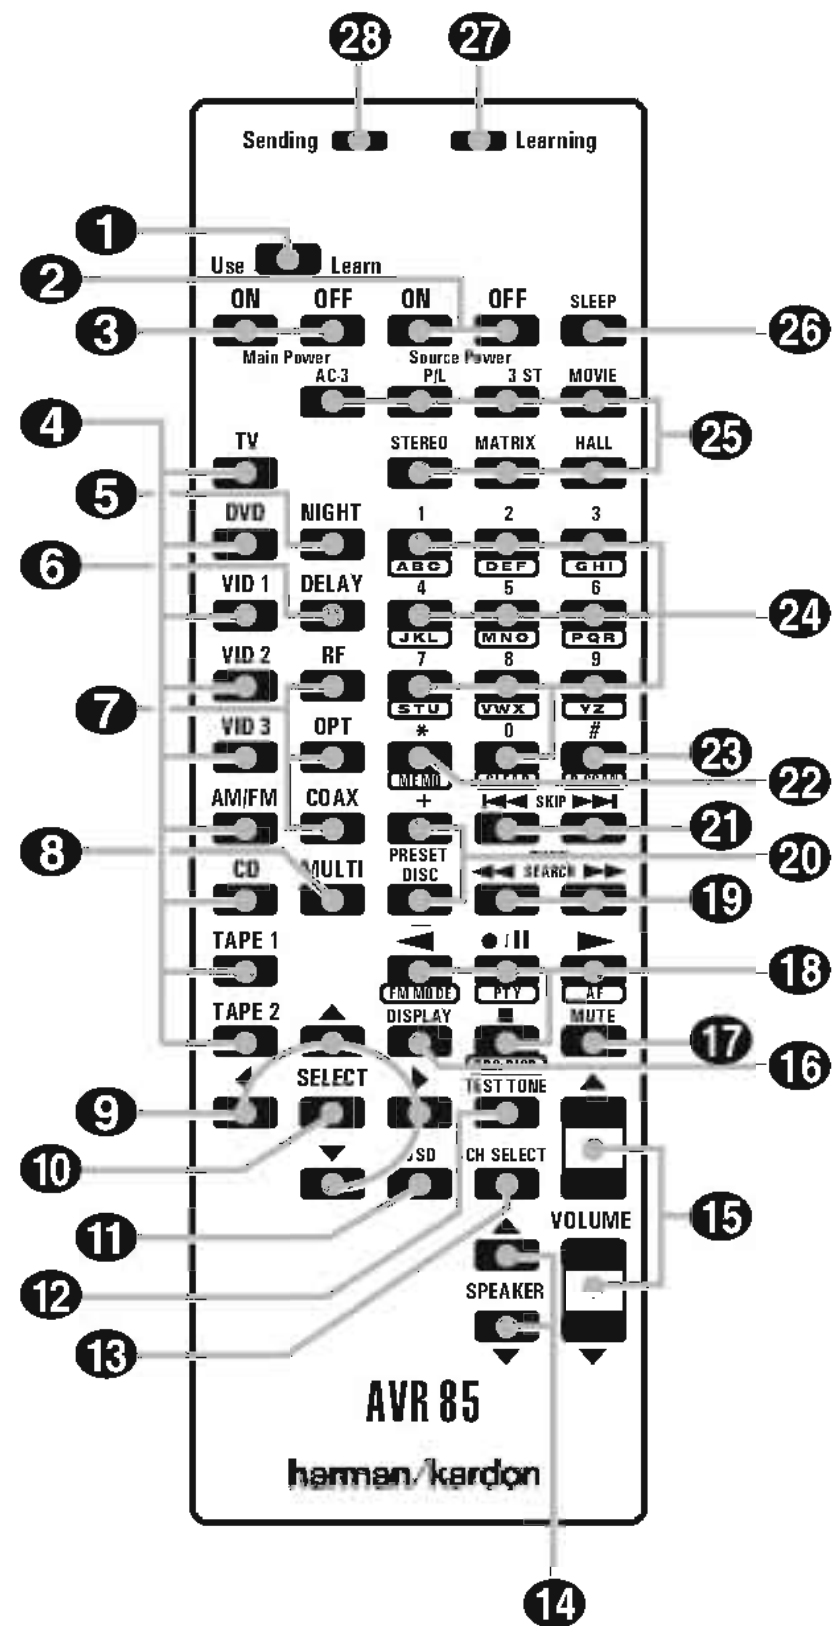 28 27
Sending Learning
1
Use Learn
2
ON OFF ON OFF SLEEP
3 26
Main Power Source Power
AC-3 P/L 3 ST MOVIE
4 25
TV STEREO MATRIX HALL
5
DVD NIGHT 1 2 3
ABC DEF GHI
6
VID 1 DELAY 4 5 6
24
JKL MNO PQR
VID 2 RF 7 8 9
7
STU VWX YZ
VID 3 OPT * 0 #
23
MEMO
22
AM/FM COAX + SKIP
21
8
PRESET
20
CD MULTI DISC SEARCH
19
TAPE 1 −
18
FM MODE PTY AF
TAPE 2 DISPLAY MUTE
17
16
SELECT TEST TONE
9
10
CH SELECT
11 VOLUME 15
12 SPEAKER
13
AVR 85
harman/kardon
14